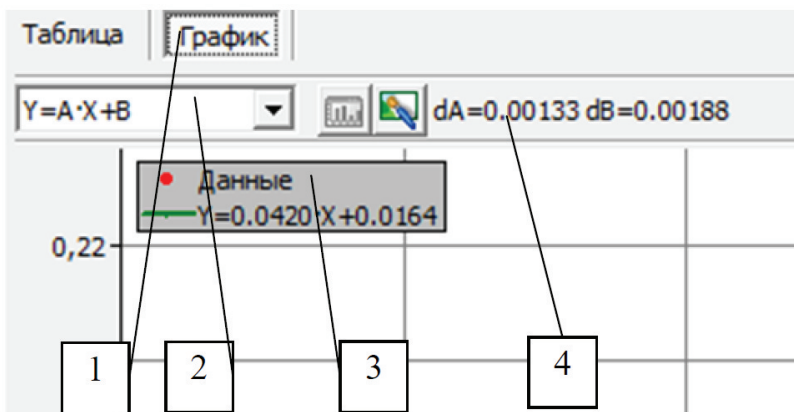 Таблица График
Y=A·X+B dA=0.00133 dB=0.00188
Данные
Y=0.0420·X+0.0164
0,22
1 2 3 4